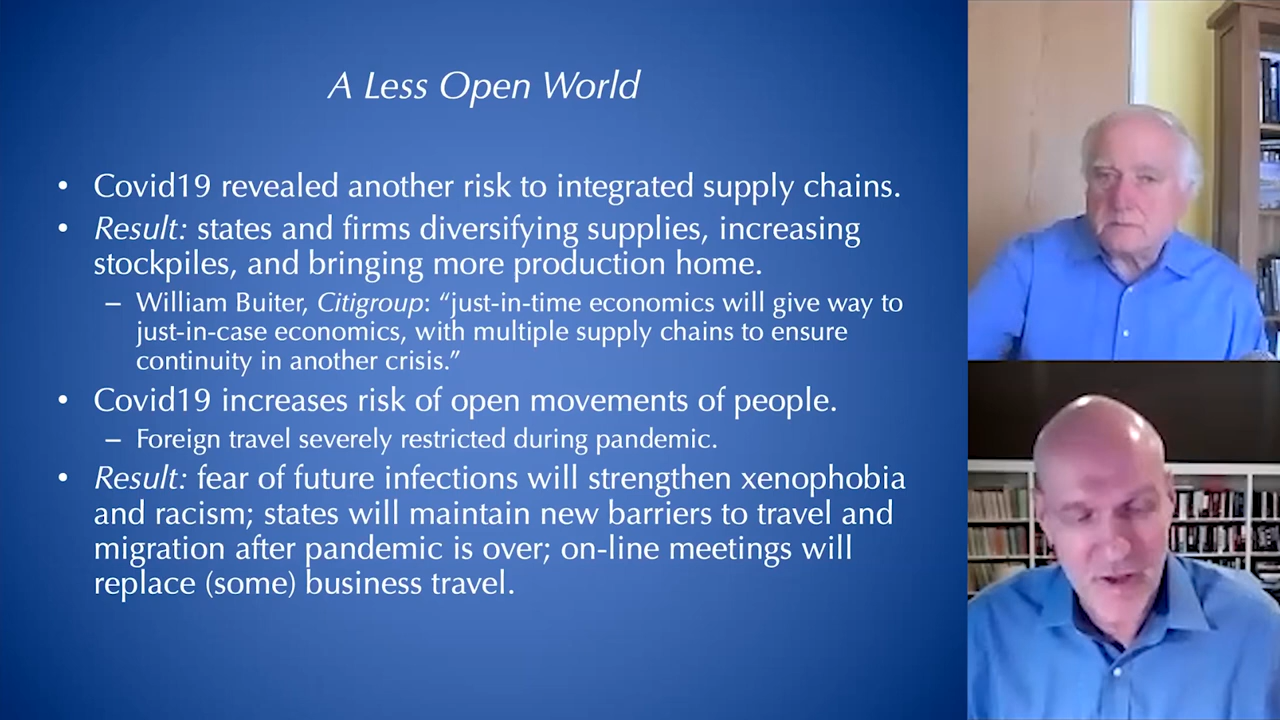 A Less Open World
• Covid19 revealed another risk to integrated supply chains.
• Result: states and firms diversifying supplies, increasing
stockpiles, and bringing more production home.
– William Buiter, Citigroup: “just-in-time economics will give way to
just-in-case economics, with multiple supply chains to ensure
continuity in another crisis.”
• Covid19 increases risk of open movements of people.
– Foreign travel severely restricted during pandemic.
• Result: fear of future infections will strengthen xenophobia
and racism; states will maintain new barriers to travel and
migration after pandemic is over; on-line meetings will
replace (some) business travel.